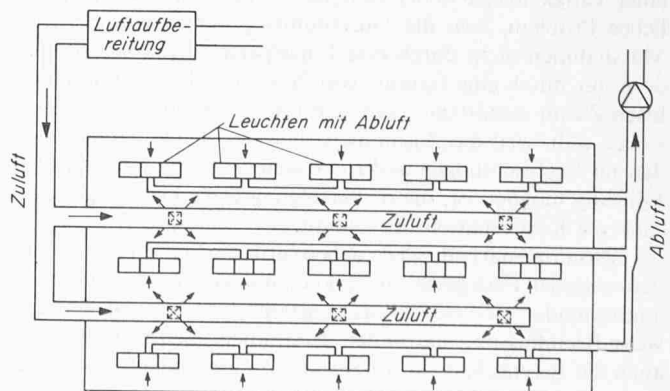 Luftaufbe-
reitung
Leuchten mit Abluft
Zuluft
Zuluft
Abluft
Zuluft